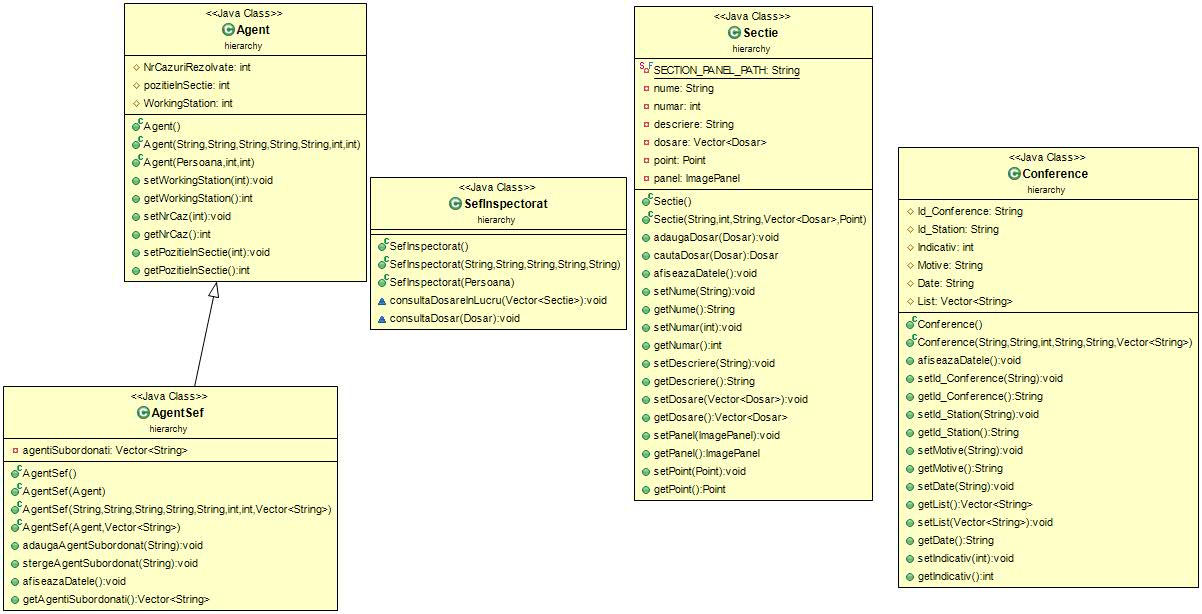 <<Java Class>>
Agent
hierarchy
NrCazuriRezolvate: int
pozitieInSectie: int
WorkingStation: int
Agent()
Agent(String,String,String,String,String,int,int)
Agent(Persoana,int,int)
setWorkingStation(int):void
getWorkingStation():int
setNrCaz(int):void
getNrCaz():int
setPozitieInSectie(int):void
getPozitieInSectie():int
<<Java Class>>
AgentSef
hierarchy
agentiSubordonati: Vector<String>
AgentSef()
AgentSef(Agent)
AgentSef(String,String,String,String,String,int,int,Vector<String>)
AgentSef(Agent,Vector<String>)
adaugaAgentSubordonat(String):void
stergeAgentSubordonat(String):void
afiseazaDatele():void
getAgentiSubordonati():Vector<String>
<<Java Class>>
SefInspectorat
hierarchy
SefInspectorat()
SefInspectorat(String,String,String,String,String)
SefInspectorat(Persoana)
consultaDosareInLucru(Vector<Sectie>):void
consultaDosar(Dosar):void
<<Java Class>>
Sectie
hierarchy
SECTION_PANEL_PATH: String
nume: String
numar: int
descriere: String
dosare: Vector<Dosar>
point: Point
panel: ImagePanel
Sectie()
Sectie(String,int,String,Vector<Dosar>,Point)
adaugaDosar(Dosar):void
cautaDosar(Dosar):Dosar
afiseazaDatele():void
setNume(String):void
getNume():String
setNumar(int):void
getNumar():int
setDescriere(String):void
getDescriere():String
setDosare(Vector<Dosar>):void
getDosare():Vector<Dosar>
setPanel(ImagePanel):void
getPanel():ImagePanel
setPoint(Point):void
getPoint():Point
<<Java Class>>
Conference
hierarchy
Id_Conference: String
Id_Station: String
Indicativ: int
Motive: String
Date: String
List: Vector<String>
Conference()
Conference(String,String,int,String,String,Vector<String>)
afiseazaDatele():void
setId_Conference(String):void
getId_Conference():String
setId_Station(String):void
getId_Station():String
setMotive(String):void
getMotive():String
setDate(String):void
getList():Vector<String>
setList(Vector<String>):void
getDate():String
setIndicativ(int):void
getIndicativ():int